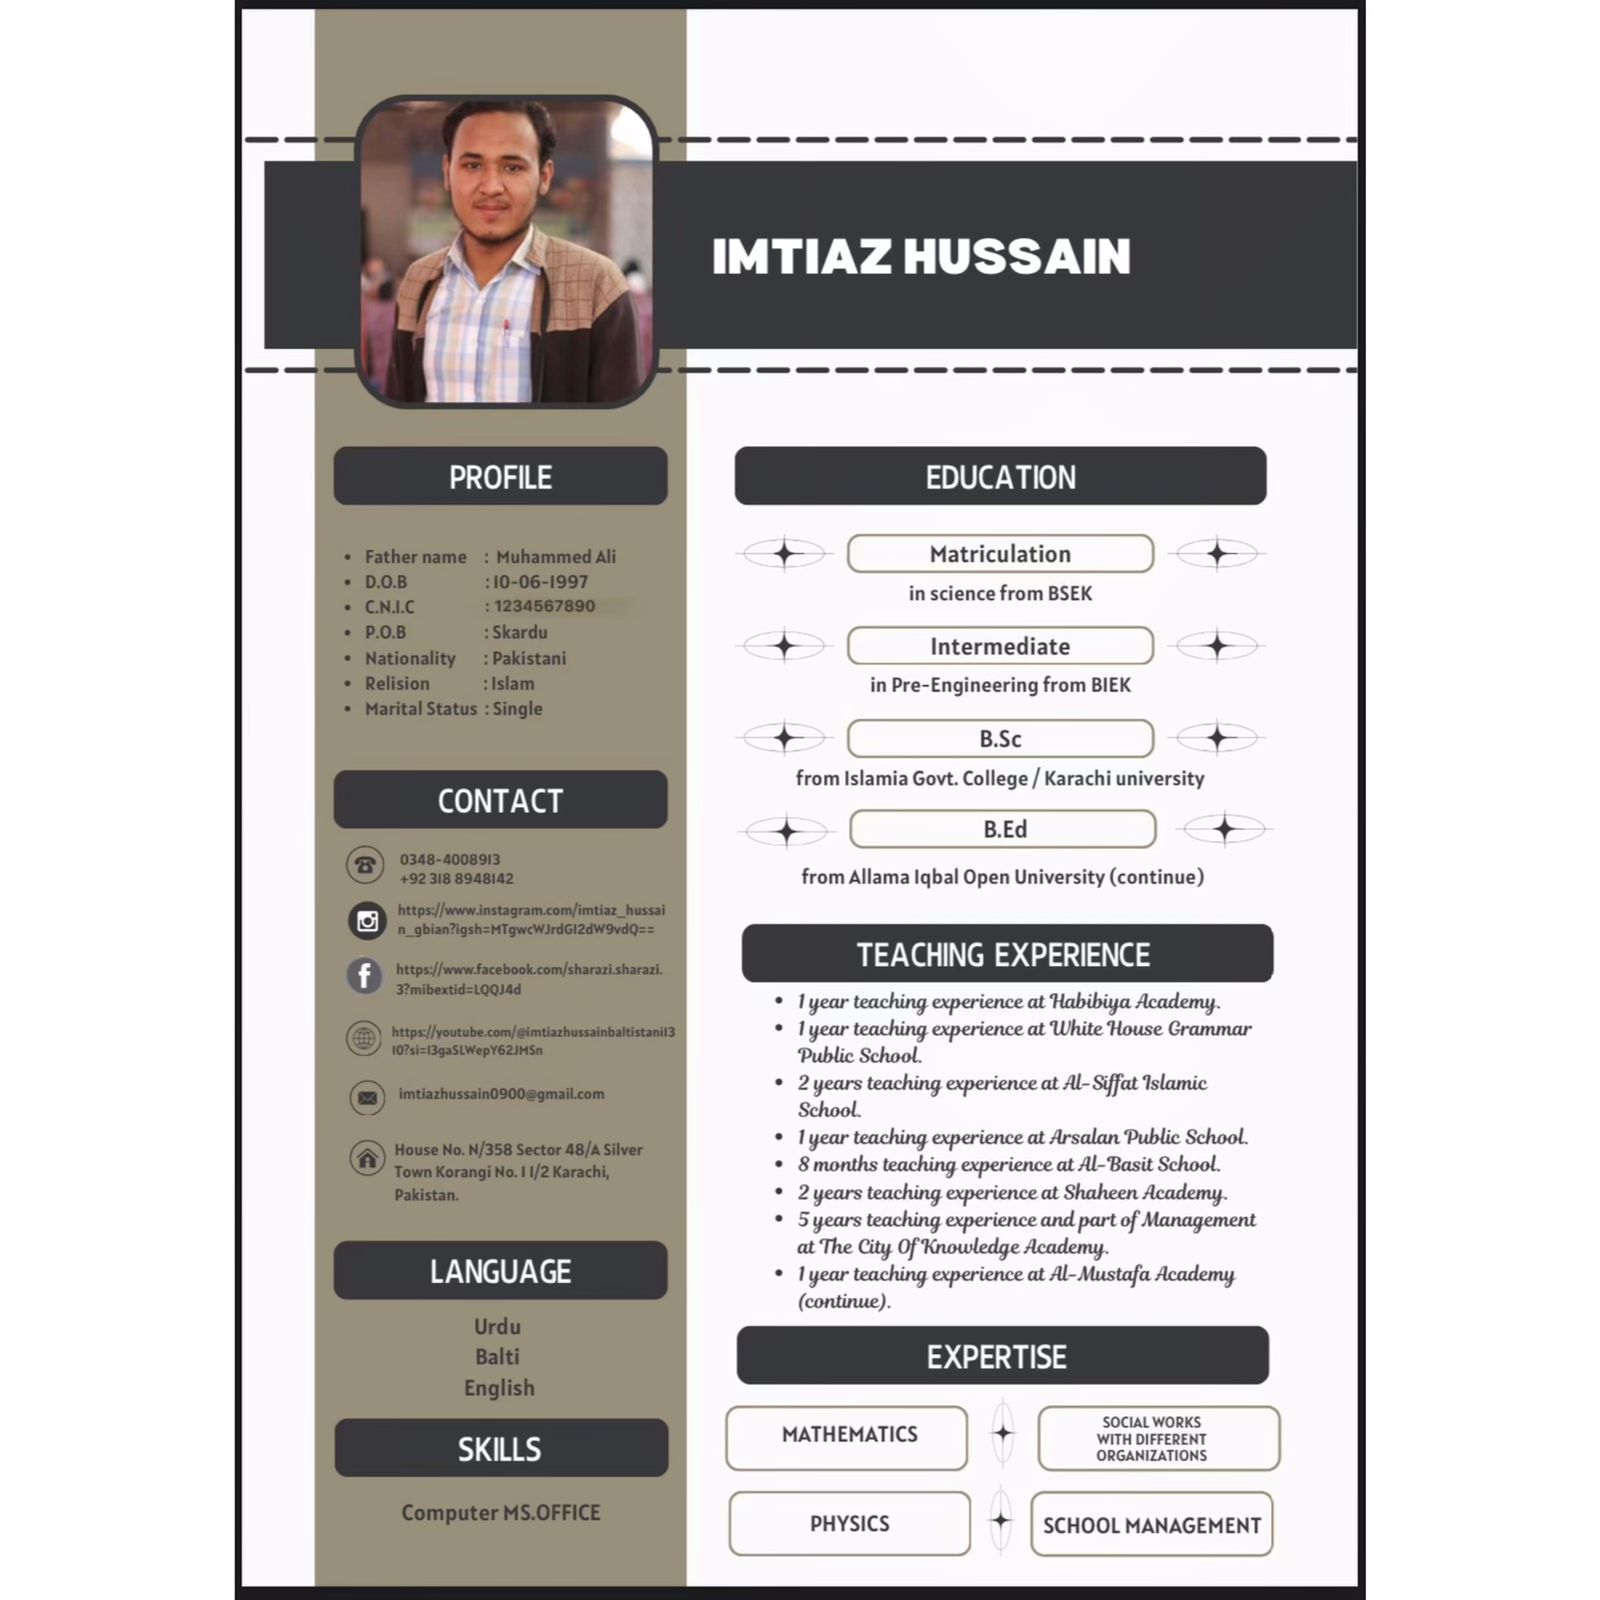 IMTIAZ HUSSAIN
PROFILE
• Father name : Muhammed Ali
• D.O.B : 10-06-1997
• C.N.I.C : 1234567890
• P.O.B : Skardu
• Nationality : Pakistani
• Relision : Islam
• Marital Status : Single
CONTACT
0348-4008913
+92 318 8948142
https://www.instagram.com/imtiaz_hussai
n_gbian?igsh=MTgwcWJrdGI2dW9vdQ==
https://www.facebook.com/sharazi.sharazi.
3?mibextid=LQQJ4d
https://youtube.com/@imtiazhussainbaltistani13
10?si=I3gaSLWepY62JMSn
imtiazhussain0900@gmail.com
House No. N/358 Sector 48/A Silver
Town Korangi No. 1 1/2 Karachi,
Pakistan.
LANGUAGE
Urdu
Balti
English
SKILLS
Computer MS.OFFICE
EDUCATION
Matriculation
in science from BSEK
Intermediate
in Pre-Engineering from BIEK
B.Sc
from Islamia Govt. College / Karachi university
B.Ed
from Allama Iqbal Open University (continue)
TEACHING EXPERIENCE
• 1 year teaching experience at Habibiya Academy.
• 1 year teaching experience at White House Grammar
Public School.
• 2 years teaching experience at Al-Siffat Islamic
School.
• 1 year teaching experience at Arsalan Public School.
• 8 months teaching experience at Al-Basit School.
• 2 years teaching experience at Shaheen Academy.
• 5 years teaching experience and part of Management
at The City Of Knowledge Academy.
• 1 year teaching experience at Al-Mustafa Academy
(continue).
EXPERTISE
MATHEMATICS
SOCIAL WORKS
WITH DIFFERENT
ORGANIZATIONS
PHYSICS
SCHOOL MANAGEMENT